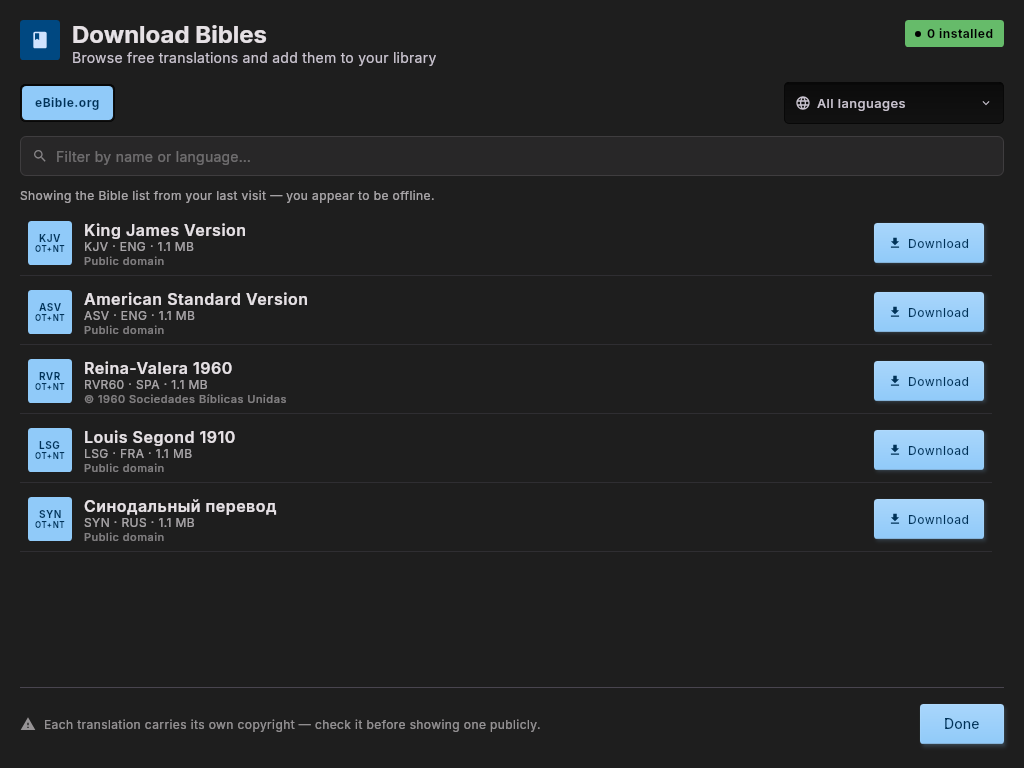 Download Bibles
Browse free translations and add them to your library
0 installed
eBible.org
All languages
Filter by name or language...
Showing the Bible list from your last visit — you appear to be offline.
KJV
OT+NT
King James Version
KJV · ENG · 1.1 MB
Public domain
Download
ASV
OT+NT
American Standard Version
ASV · ENG · 1.1 MB
Public domain
Download
RVR
OT+NT
Reina-Valera 1960
RVR60 · SPA · 1.1 MB
© 1960 Sociedades Bíblicas Unidas
Download
LSG
OT+NT
Louis Segond 1910
LSG · FRA · 1.1 MB
Public domain
Download
SYN
OT+NT
Синодальный перевод
SYN · RUS · 1.1 MB
Public domain
Download
Each translation carries its own copyright — check it before showing one publicly.
Done